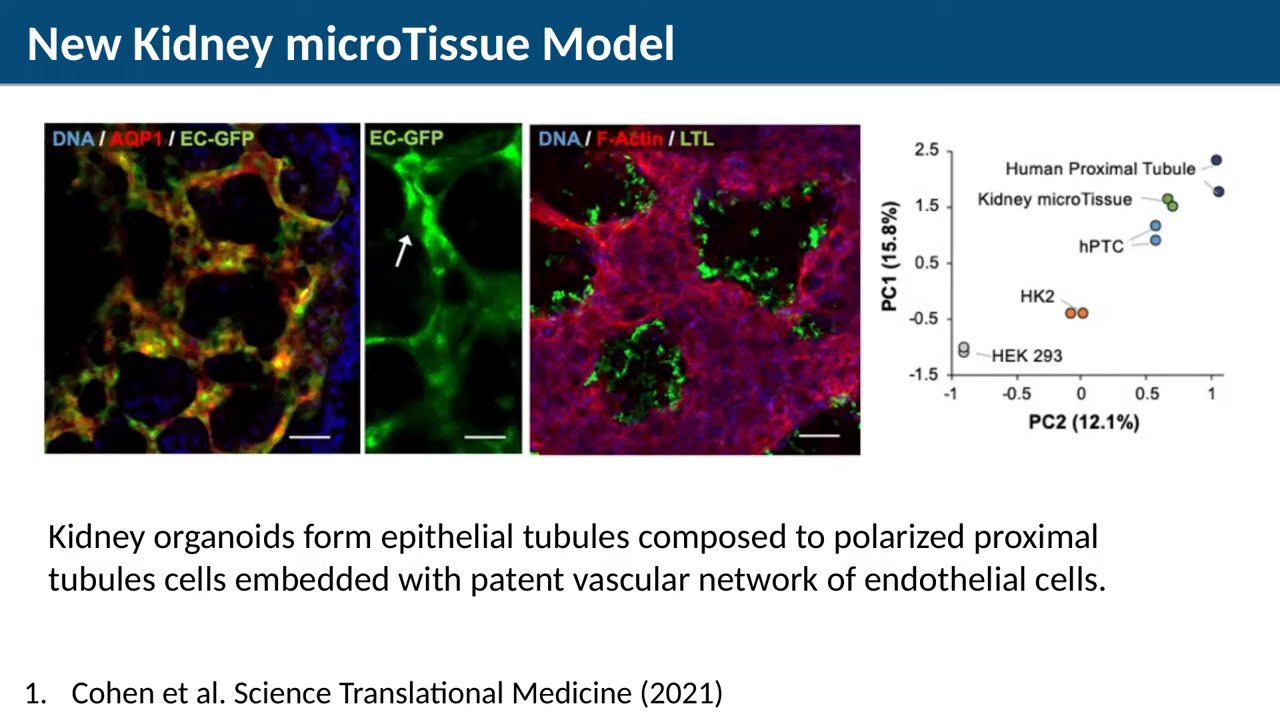 New Kidney microTissue Model
DNA / AQP1 / EC-GFP
EC-GFP
DNA / F-Actin / LTL
2.5
1.5
0.5
-0.5
-1.5
PC1 (15.8%)
Human Proximal Tubule
Kidney microTissue
hPTC
HK2
HEK 293
-1
-0.5
0
0.5
1
PC2 (12.1%)
Kidney organoids form epithelial tubules composed to polarized proximal
tubules cells embedded with patent vascular network of endothelial cells.
1. Cohen et al. Science Translational Medicine (2021)